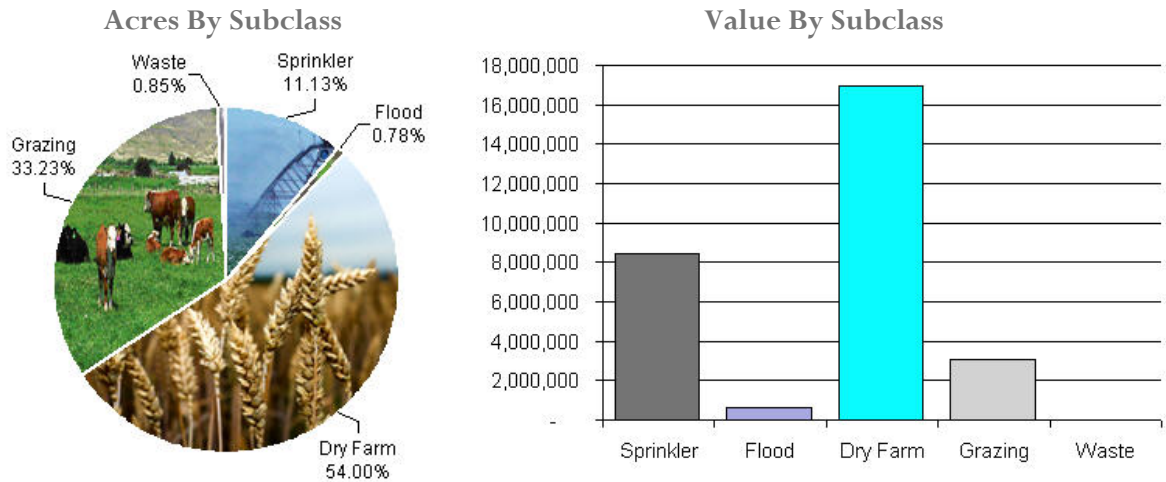 Acres By Subclass
Waste
0.85%
Sprinkler
11.13%
Flood
0.78%
Grazing
33.23%
Dry Farm
54.00%
Value By Subclass
18,000,000
16,000,000
14,000,000
12,000,000
10,000,000
8,000,000
6,000,000
4,000,000
2,000,000
-
Sprinkler Flood Dry Farm Grazing Waste